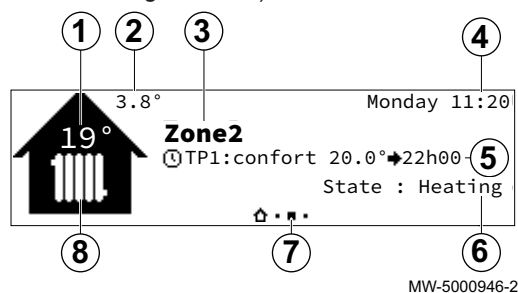 1 2 3 4
3.8° Monday 11:20
19° Zone2
TP1:confort 20.0°➔22h00 5
State : Heating
8 7 6
MW-5000946-2